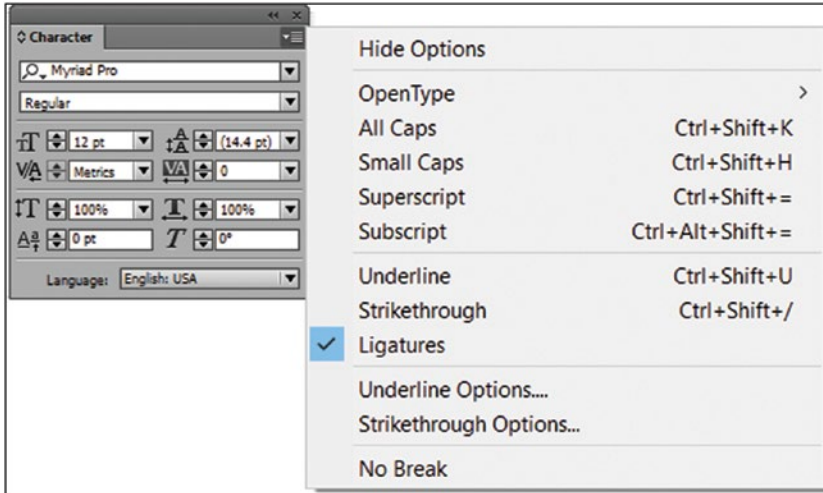 Character
Myriad Pro
Regular
12 pt (14.4 pt)
Metrics 0
100% 100%
0 pt 0°
Language: English: USA
Hide Options
OpenType >
All Caps Ctrl+Shift+K
Small Caps Ctrl+Shift+H
Superscript Ctrl+Shift+=
Subscript Ctrl+Alt+Shift+=
Underline Ctrl+Shift+U
Strikethrough Ctrl+Shift+/
Ligatures
Underline Options....
Strikethrough Options...
No Break